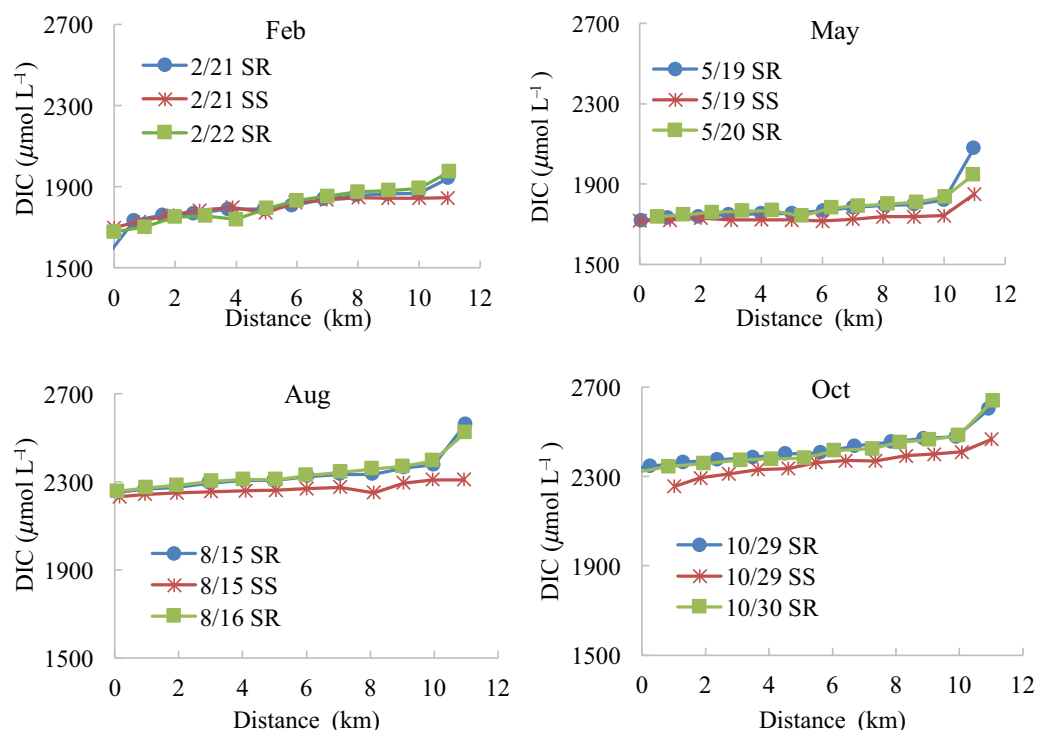 Feb
DIC (µmol L⁻¹)
2700
2300
1900
1500
2/21 SR
2/21 SS
2/22 SR
0 2 4 6 8 10 12
Distance (km)
May
DIC (µmol L⁻¹)
2700
2300
1900
1500
5/19 SR
5/19 SS
5/20 SR
0 2 4 6 8 10 12
Distance (km)
Aug
DIC (µmol L⁻¹)
2700
2300
1900
1500
8/15 SR
8/15 SS
8/16 SR
0 2 4 6 8 10 12
Distance (km)
Oct
DIC (µmol L⁻¹)
2700
2300
1900
1500
10/29 SR
10/29 SS
10/30 SR
0 2 4 6 8 10 12
Distance (km)